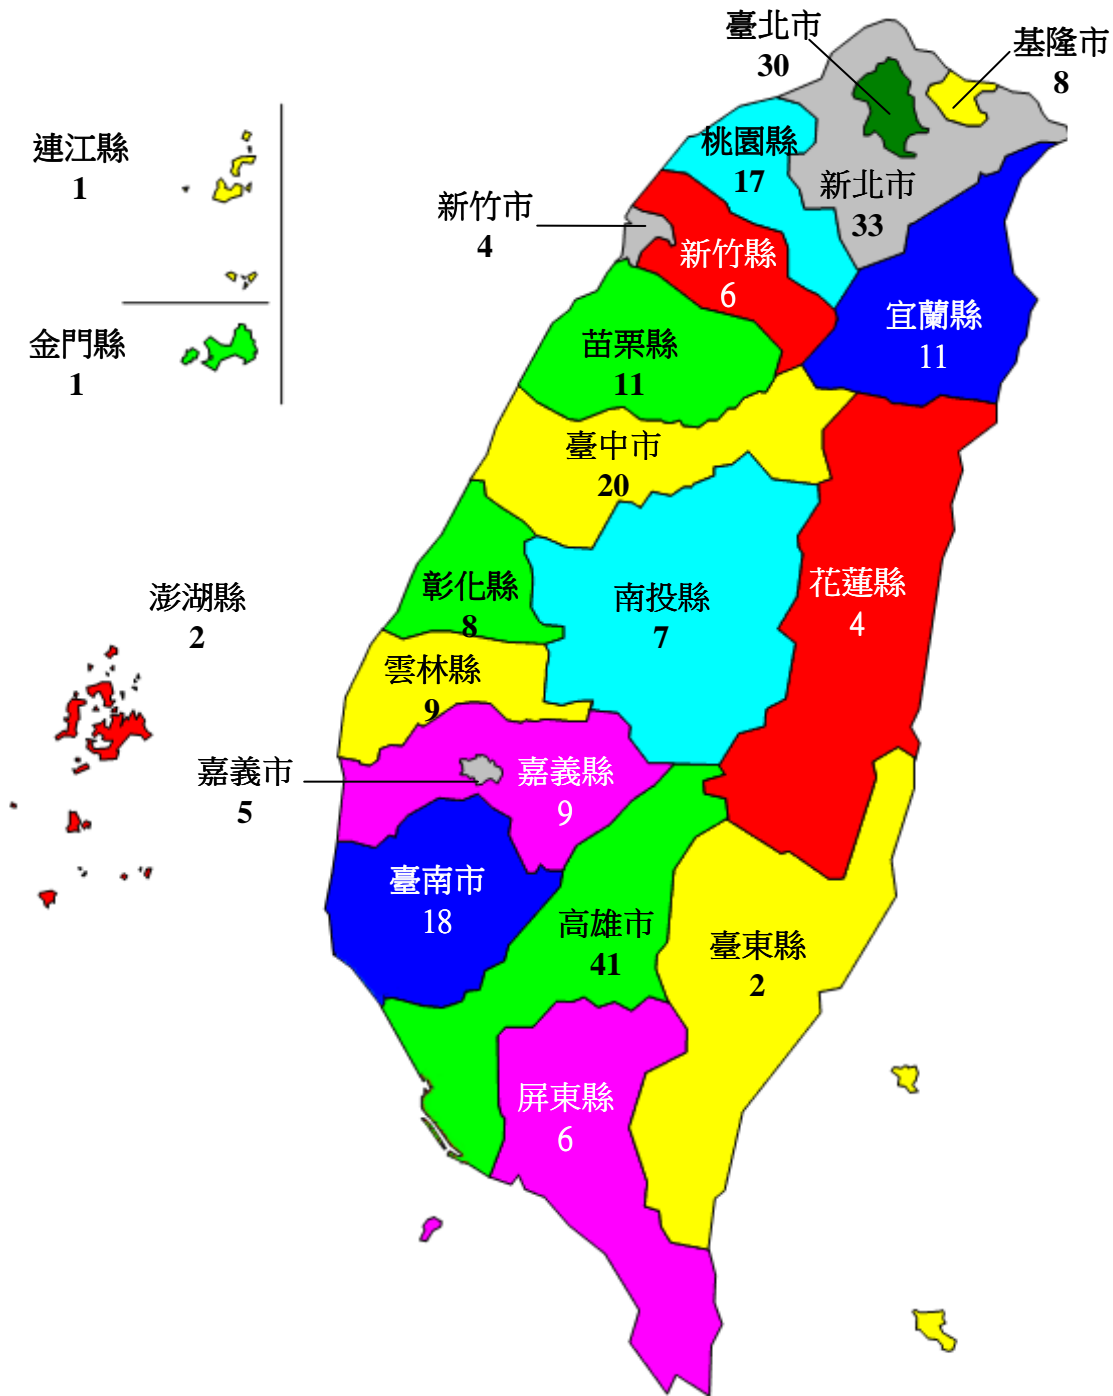 臺北市
30
基隆市
8
連江縣
1
桃園縣
17
新北市
33
新竹市
4
新竹縣
6
宜蘭縣
11
金門縣
1
苗栗縣
11
臺中市
20
彰化縣
8
南投縣
7
花蓮縣
4
澎湖縣
2
雲林縣
9
嘉義市
5
嘉義縣
9
臺南市
18
高雄市
41
臺東縣
2
屏東縣
6